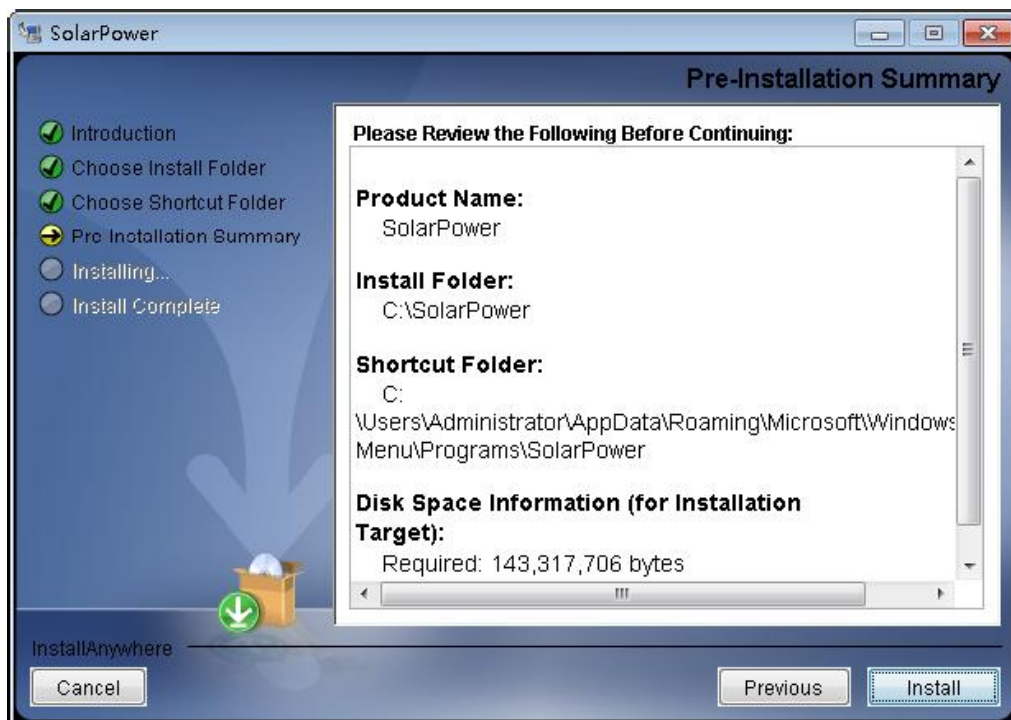 SolarPower
Pre-Installation Summary
Introduction
Choose Install Folder
Choose Shortcut Folder
Pre-Installation Summary
Installing...
Install Complete
Please Review the Following Before Continuing:
Product Name:
SolarPower
Install Folder:
C:\SolarPower
Shortcut Folder:
C:
\Users\Administrator\AppData\Roaming\Microsoft\Windows
Menu\Programs\SolarPower
Disk Space Information (for Installation
Target):
Required: 143,317,706 bytes
InstallAnywhere
Cancel
Previous
Install